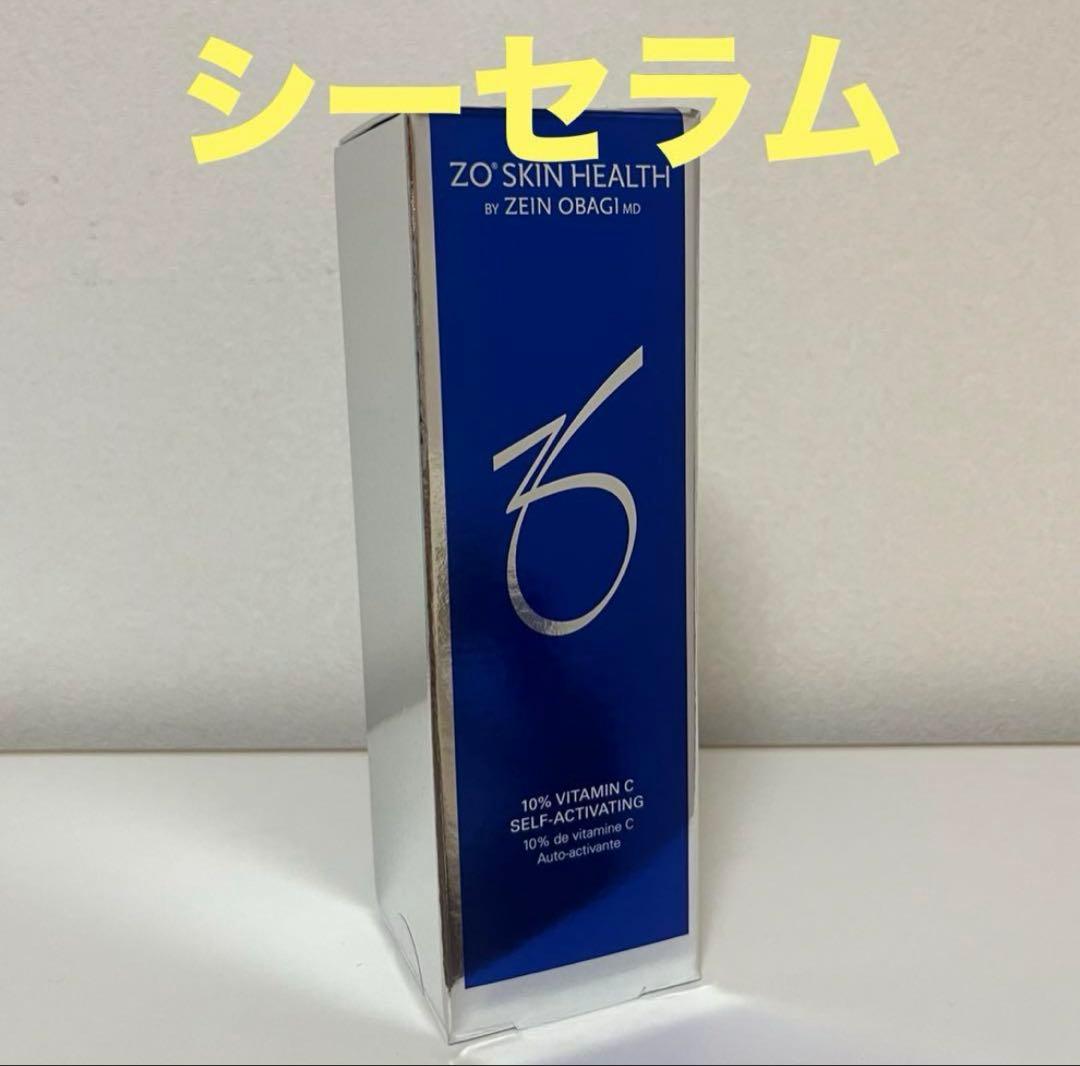 シーセラム
ZO® SKIN HEALTH
BY ZEIN OBAGI MD
10% VITAMIN C
SELF-ACTIVATING
10% de vitamine C
Auto-activante